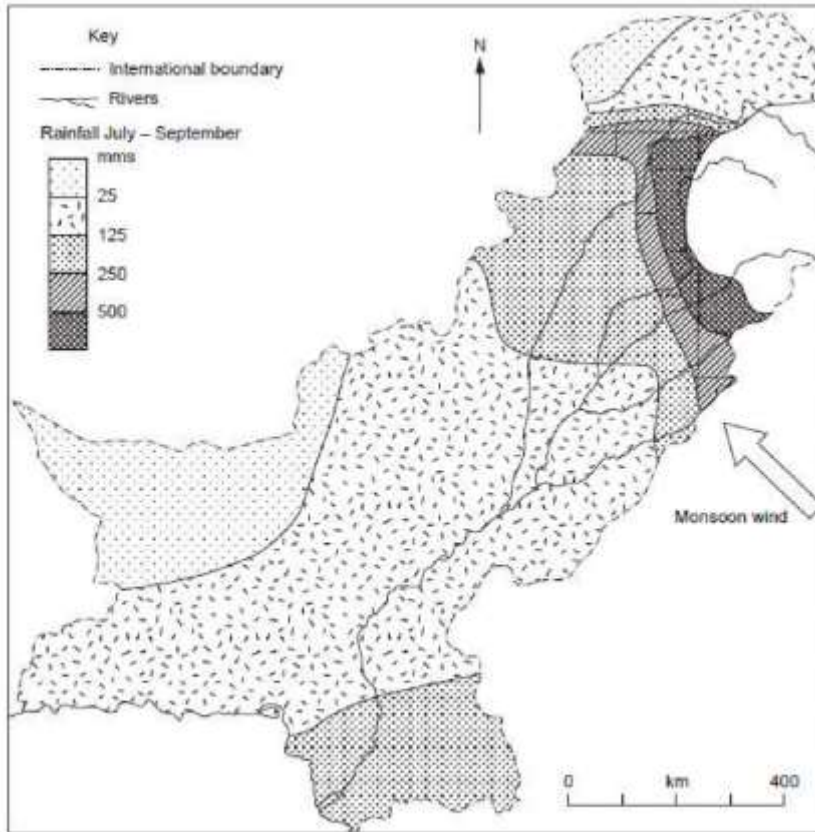 Key
International boundary
Rivers
Rainfall July – September
mms
25
125
250
500
N
Monsoon wind
0 km 400